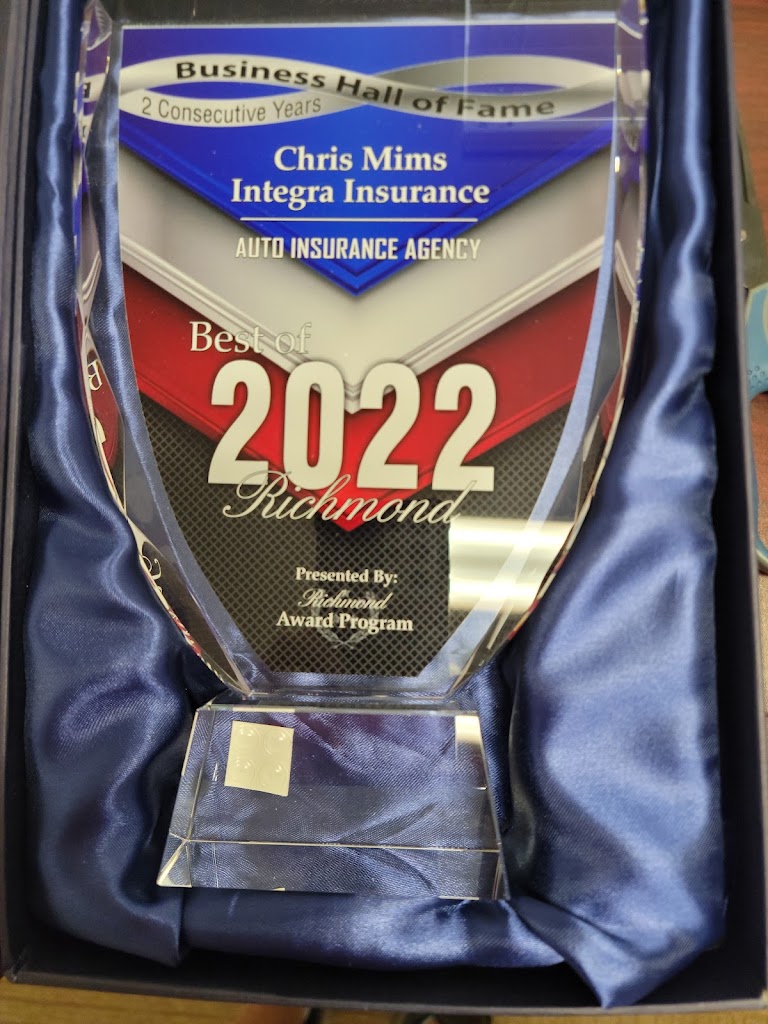 Business Hall of Fame
2 Consecutive Years
Chris Mims
Integra Insurance
AUTO INSURANCE AGENCY
Best of
2022
Richmond
Presented By:
Richmond
Award Program